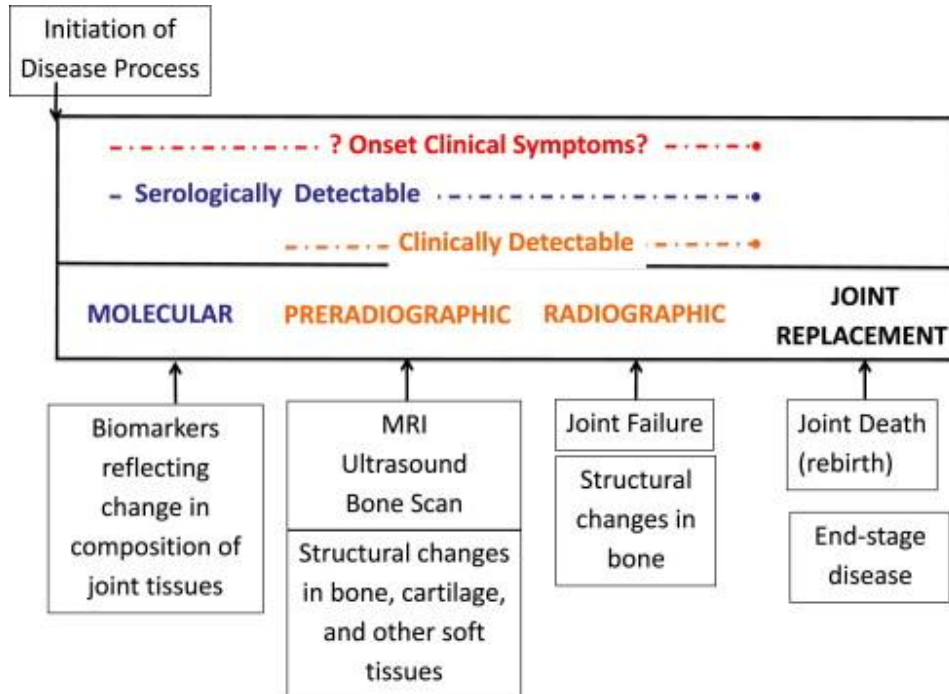 Initiation of
Disease Process
? Onset Clinical Symptoms?
Serologically Detectable
Clinically Detectable
MOLECULAR
PRERADIOGRAPHIC
RADIOGRAPHIC
JOINT
REPLACEMENT
Biomarkers
reflecting
change in
composition of
joint tissues
MRI
Ultrasound
Bone Scan
Structural changes
in bone, cartilage,
and other soft
tissues
Joint Failure
Structural
changes in
bone
Joint Death
(rebirth)
End-stage
disease